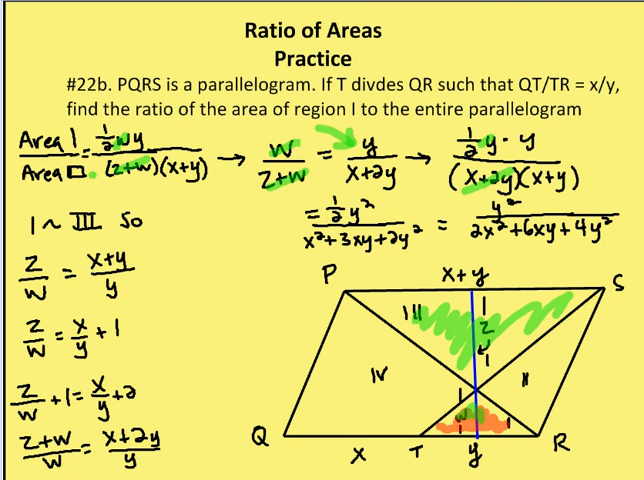 Ratio of Areas
Practice
#22b. PQRS is a parallelogram. If T divdes QR such that QT/TR = x/y,
find the ratio of the area of region I to the entire parallelogram
Area 1 / Area □ = ½wy / (z+w)(x+y) → w / z+w = y / x+2y → ½y · y / (x+2y)(x+y)
= ½y² / x²+3xy+2y² = y² / 2x²+6xy+4y²
1 ~ III so
z/w = x+y/y
z/w = x/y + 1
z/w + 1 = x/y + 2
z+w/w = x+2y/y
P x+y S
III z
IV II
w
Q x T y R